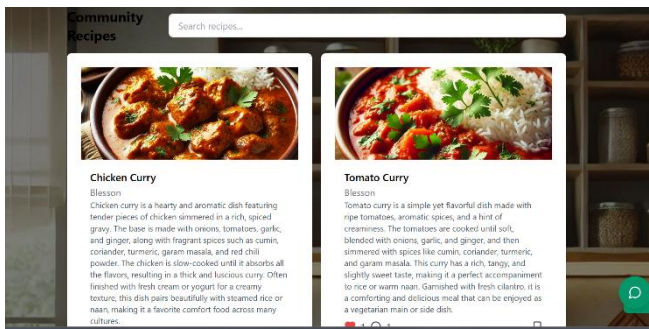 Community
Recipes
Search recipes...
Chicken Curry
Blesson
Chicken curry is a hearty and aromatic dish featuring
tender pieces of chicken simmered in a rich, spiced
gravy. The base is made with onions, tomatoes, garlic,
and ginger, along with fragrant spices such as cumin,
coriander, turmeric, garam masala, and red chili
powder. The chicken is slow-cooked until it absorbs all
the flavors, resulting in a thick and luscious curry. Often
finished with fresh cream or yogurt for a creamy
texture, this dish pairs beautifully with steamed rice or
naan, making it a favorite comfort food across many
cultures.
Tomato Curry
Blesson
Tomato curry is a simple yet flavorful dish made with
ripe tomatoes, aromatic spices, and a hint of
creaminess. The tomatoes are cooked until soft,
blended with onions, garlic, and ginger, and then
simmered with spices like cumin, coriander, turmeric,
and garam masala. This curry has a rich, tangy, and
slightly sweet taste, making it a perfect accompaniment
to rice or warm naan. Garnished with fresh cilantro, it is
a comforting and delicious meal that can be enjoyed as
a vegetarian main or side dish.